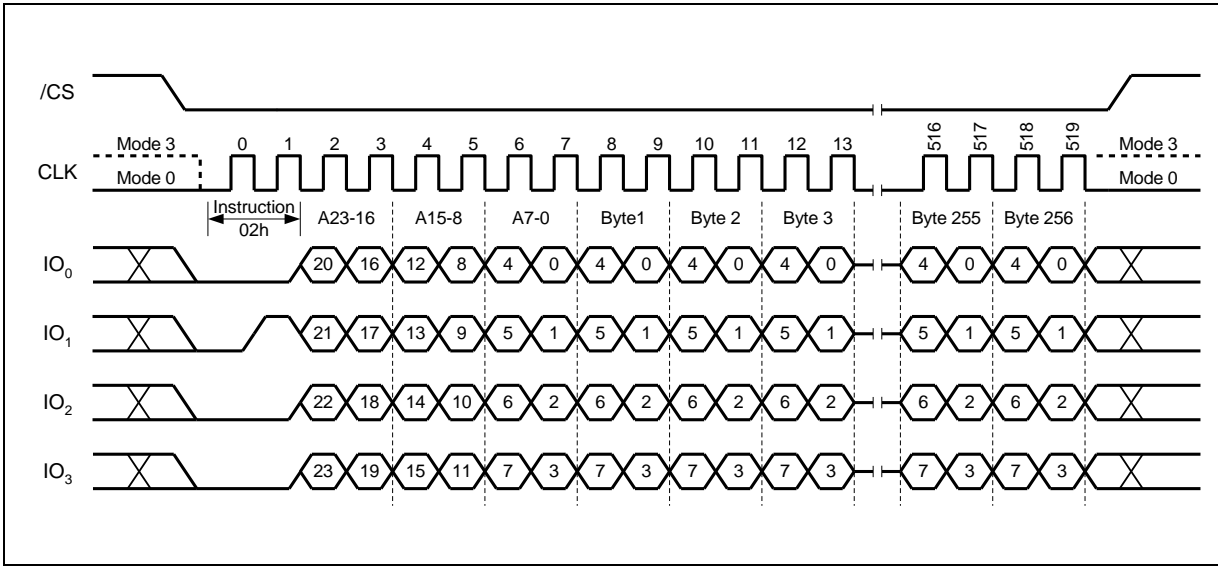 /CS
Mode 3 0 1 2 3 4 5 6 7 8 9 10 11 12 13 516 517 518 519 Mode 3
CLK
Mode 0 Mode 0
Instruction
02h
A23-16 A15-8 A7-0 Byte1 Byte 2 Byte 3 Byte 255 Byte 256
IO0 20 16 12 8 4 0 4 0 4 0 4 0 4 0 4 0
IO1 21 17 13 9 5 1 5 1 5 1 5 1 5 1 5 1
IO2 22 18 14 10 6 2 6 2 6 2 6 2 6 2 6 2
IO3 23 19 15 11 7 3 7 3 7 3 7 3 7 3 7 3